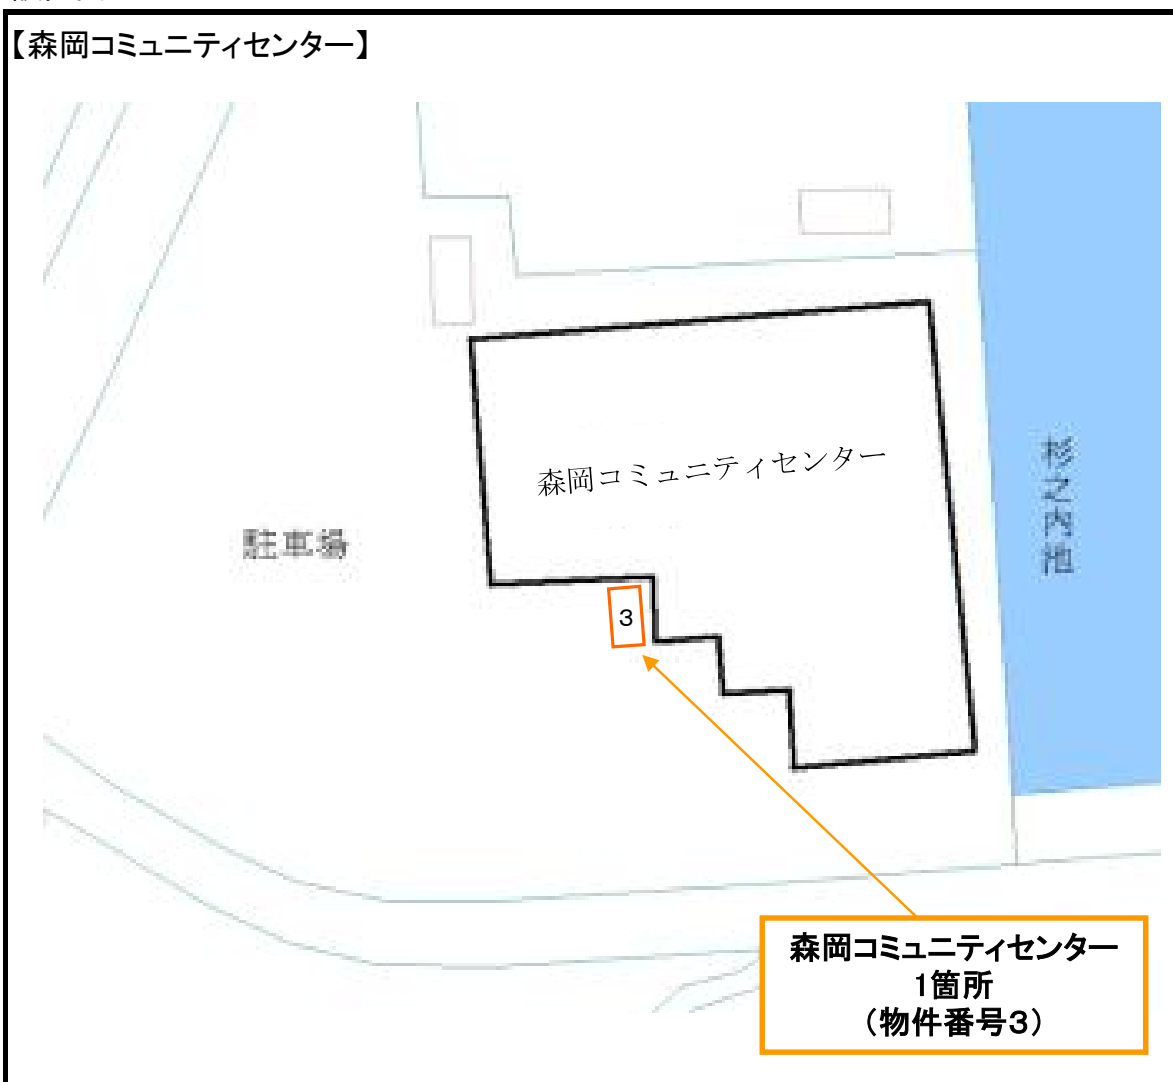 【森岡コミュニティセンター】
森岡コミュニティセンター
杉之内池
駐車場
3
森岡コミュニティセンター
1箇所
（物件番号3）